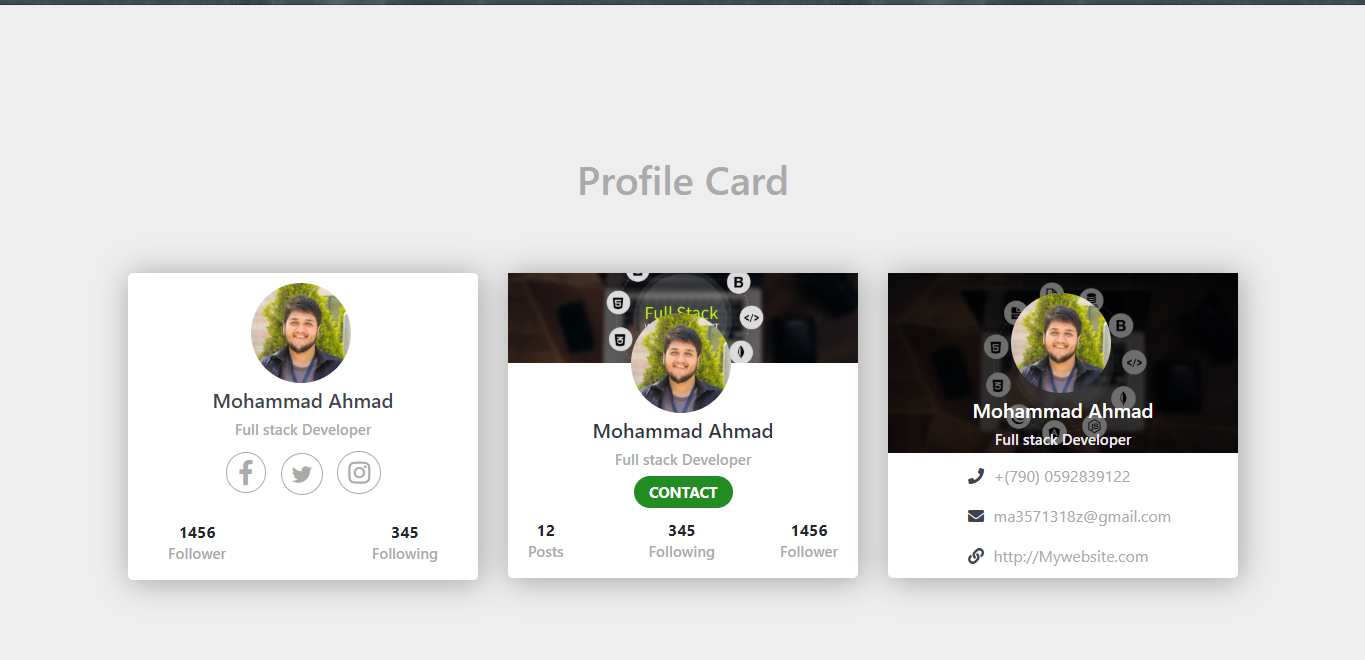 Profile Card
Mohammad Ahmad
Full stack Developer
1456
Follower
345
Following
Full Stack
B
</>
Mohammad Ahmad
Full stack Developer
CONTACT
12
Posts
345
Following
1456
Follower
B
</>
JS
Mohammad Ahmad
Full stack Developer
+(790) 0592839122
ma3571318z@gmail.com
http://Mywebsite.com